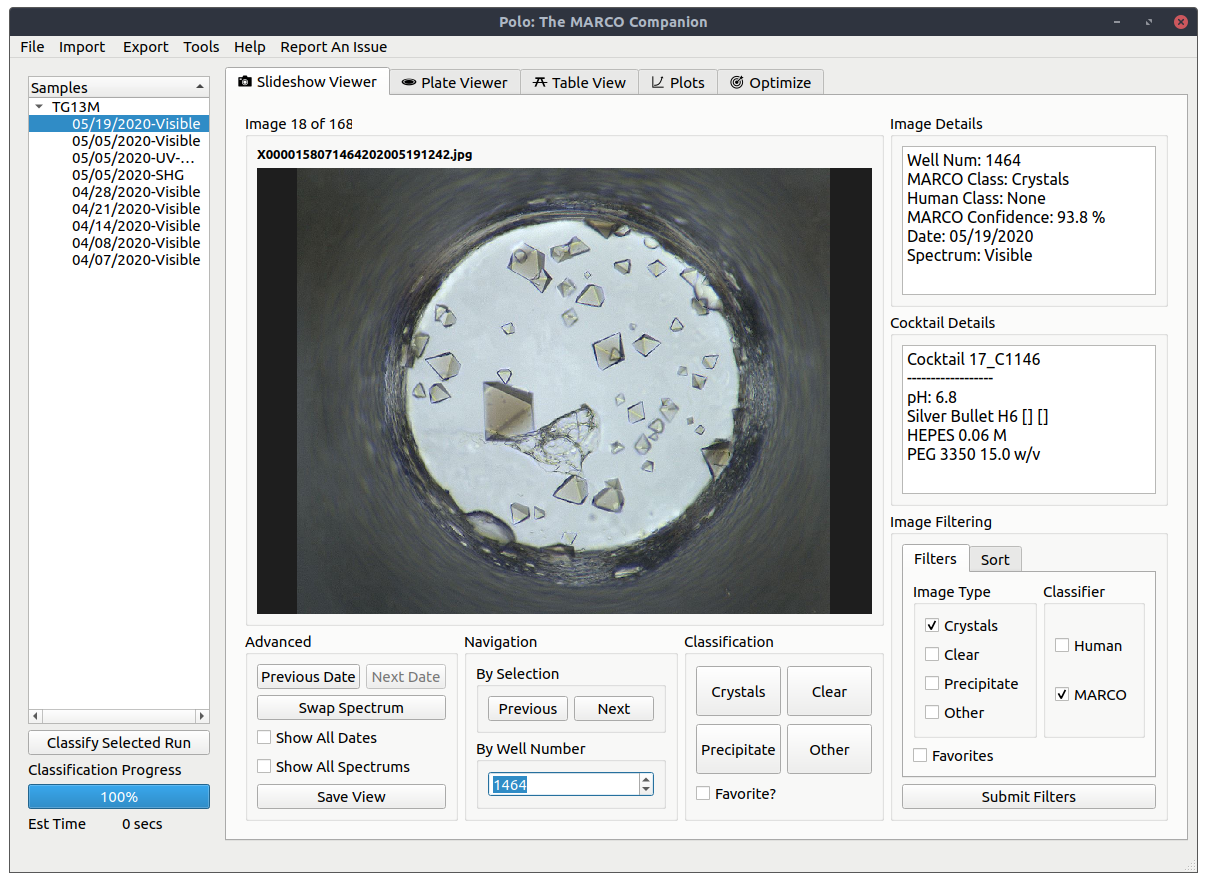 Polo: The MARCO Companion
File Import Export Tools Help Report An Issue
Samples
TG13M
05/19/2020-Visible
05/05/2020-Visible
05/05/2020-UV-...
05/05/2020-SHG
04/28/2020-Visible
04/21/2020-Visible
04/14/2020-Visible
04/08/2020-Visible
04/07/2020-Visible
Classify Selected Run
Classification Progress
100%
Est Time 0 secs
Slideshow Viewer Plate Viewer Table View Plots Optimize
Image 18 of 168
X0000158071464202005191242.jpg
Advanced
Previous Date Next Date
Swap Spectrum
Show All Dates
Show All Spectrums
Save View
Navigation
By Selection
Previous Next
By Well Number
1464
Classification
Crystals Clear
Precipitate Other
Favorite?
Image Details
Well Num: 1464
MARCO Class: Crystals
Human Class: None
MARCO Confidence: 93.8 %
Date: 05/19/2020
Spectrum: Visible
Cocktail Details
Cocktail 17_C1146
------------------
pH: 6.8
Silver Bullet H6 [] []
HEPES 0.06 M
PEG 3350 15.0 w/v
Image Filtering
Filters Sort
Image Type
Crystals
Clear
Precipitate
Other
Classifier
Human
MARCO
Favorites
Submit Filters